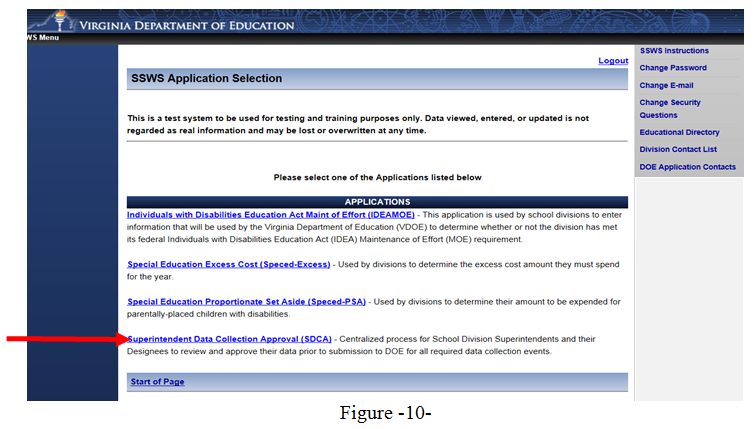 VIRGINIA DEPARTMENT OF EDUCATION
WS Menu
Logout
SSWS Application Selection
This is a test system to be used for testing and training purposes only. Data viewed, entered, or updated is not
regarded as real information and may be lost or overwritten at any time.
Please select one of the Applications listed below
APPLICATIONS
Individuals with Disabilities Education Act Maint of Effort (IDEAMOE) - This application is used by school divisions to enter
information that will be used by the Virginia Department of Education (VDOE) to determine whether or not the division has met
its federal Individuals with Disabilities Education Act (IDEA) Maintenance of Effort (MOE) requirement.
Special Education Excess Cost (Speced-Excess) - Used by divisions to determine the excess cost amount they must spend
for the year.
Special Education Proportionate Set Aside (Speced-PSA) - Used by divisions to determine their amount to be expended for
parentally-placed children with disabilities.
Superintendent Data Collection Approval (SDCA) - Centralized process for School Division Superintendents and their
Designees to review and approve their data prior to submission to DOE for all required data collection events.
Start of Page
SSWS Instructions
Change Password
Change E-mail
Change Security
Questions
Educational Directory
Division Contact List
DOE Application Contacts
Figure -10-